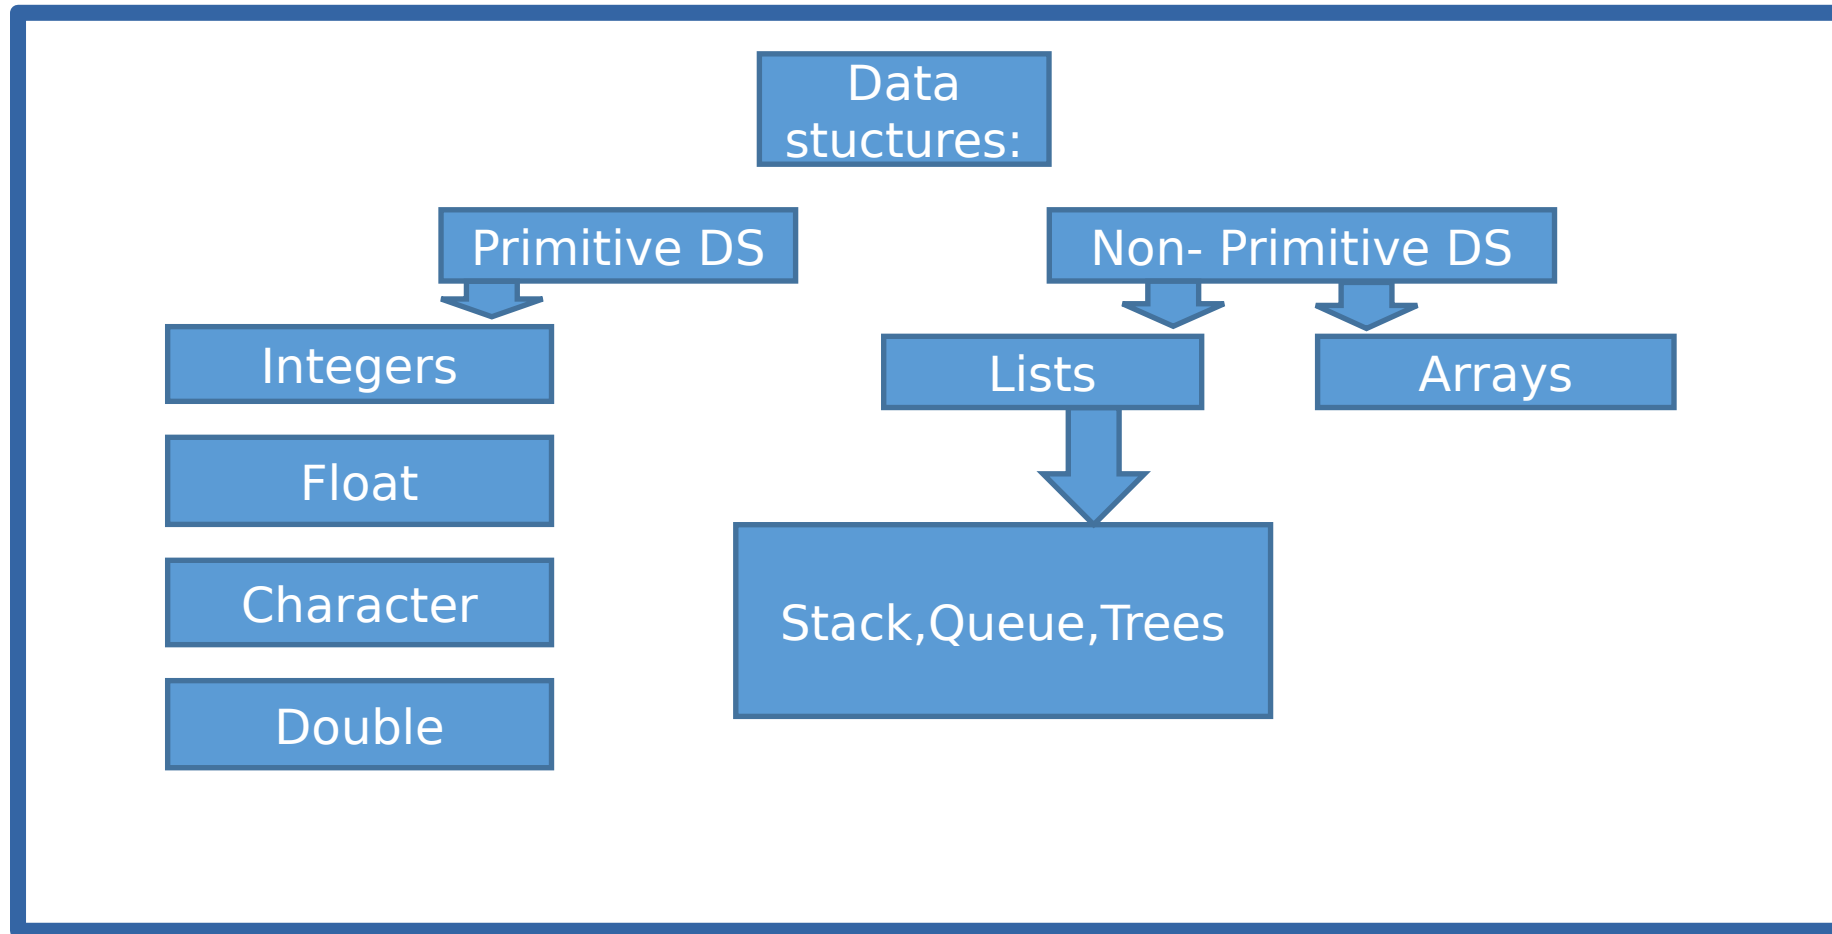 Data
stuctures:
Primitive DS
Non- Primitive DS
Integers
Lists
Arrays
Float
Character
Stack,Queue,Trees
Double